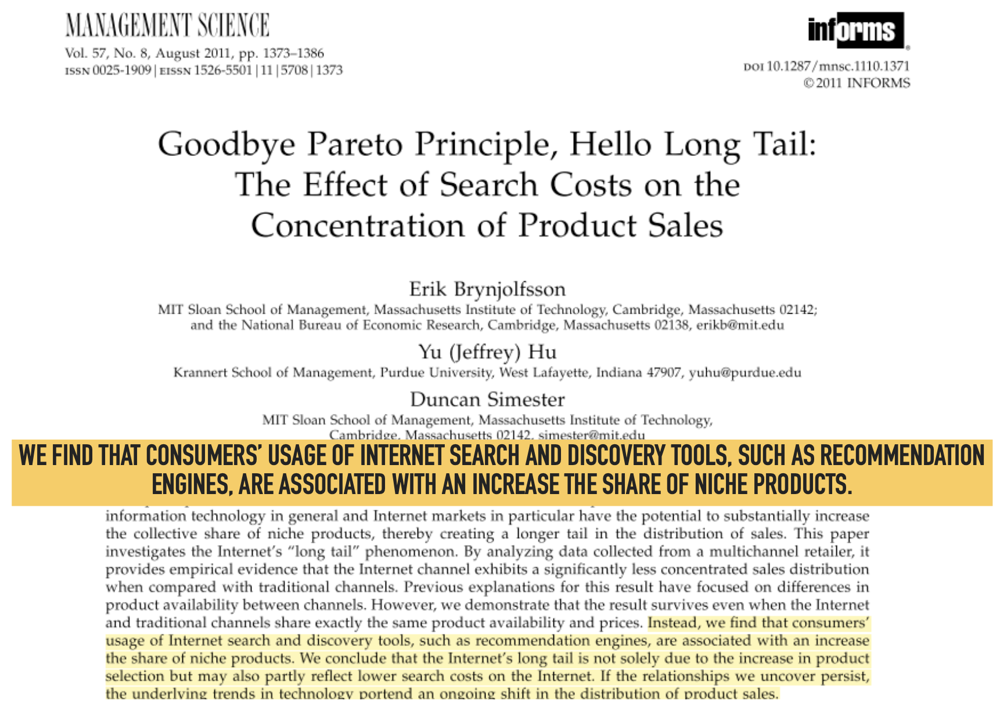 MANAGEMENT SCIENCE
informs®
Vol. 57, No. 8, August 2011, pp. 1373–1386
ISSN 0025-1909 | EISSN 1526-5501 | 11 | 5708 | 1373
DOI 10.1287/mnsc.1110.1371
© 2011 INFORMS
Goodbye Pareto Principle, Hello Long Tail:
The Effect of Search Costs on the
Concentration of Product Sales
Erik Brynjolfsson
MIT Sloan School of Management, Massachusetts Institute of Technology, Cambridge, Massachusetts 02142;
and the National Bureau of Economic Research, Cambridge, Massachusetts 02138, erikb@mit.edu
Yu (Jeffrey) Hu
Krannert School of Management, Purdue University, West Lafayette, Indiana 47907, yuhu@purdue.edu
Duncan Simester
MIT Sloan School of Management, Massachusetts Institute of Technology,
Cambridge, Massachusetts 02142, simester@mit.edu
WE FIND THAT CONSUMERS' USAGE OF INTERNET SEARCH AND DISCOVERY TOOLS, SUCH AS RECOMMENDATION
ENGINES, ARE ASSOCIATED WITH AN INCREASE THE SHARE OF NICHE PRODUCTS.
information technology in general and Internet markets in particular have the potential to substantially increase
the collective share of niche products, thereby creating a longer tail in the distribution of sales. This paper
investigates the Internet's "long tail" phenomenon. By analyzing data collected from a multichannel retailer, it
provides empirical evidence that the Internet channel exhibits a significantly less concentrated sales distribution
when compared with traditional channels. Previous explanations for this result have focused on differences in
product availability between channels. However, we demonstrate that the result survives even when the Internet
and traditional channels share exactly the same product availability and prices. Instead, we find that consumers'
usage of Internet search and discovery tools, such as recommendation engines, are associated with an increase
the share of niche products. We conclude that the Internet's long tail is not solely due to the increase in product
selection but may also partly reflect lower search costs on the Internet. If the relationships we uncover persist,
the underlying trends in technology portend an ongoing shift in the distribution of product sales.